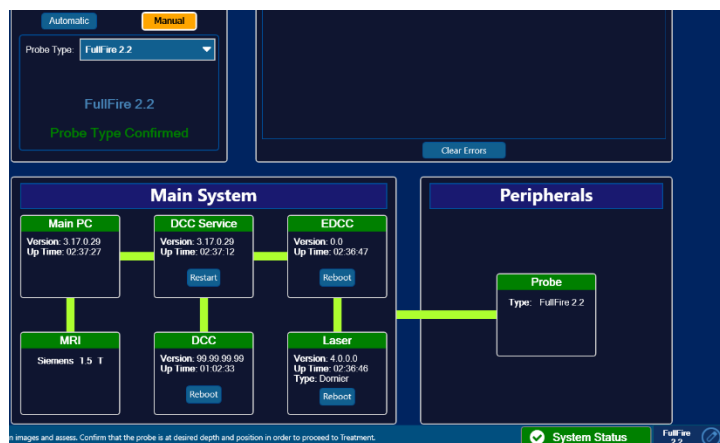 Automatic
Manual
Probe Type: FullFire 2.2
FullFire 2.2
Probe Type Confirmed
Clear Errors
Main System
Main PC
Version: 3.17.0.29
Up Time: 02:37:27
DCC Service
Version: 3.17.0.29
Up Time: 02:37:12
Restart
EDCC
Version: 0.0
Up Time: 02:36:47
Reboot
MRI
Siemens 1.5 T
DCC
Version: 99.99.99.99
Up Time: 01:02:33
Reboot
Laser
Version: 4.0.0.0
Up Time: 02:36:46
Type: Dornier
Reboot
Peripherals
Probe
Type: FullFire 2.2
n images and assess. Confirm that the probe is at desired depth and position in order to proceed to Treatment.
System Status
FullFire
2.2